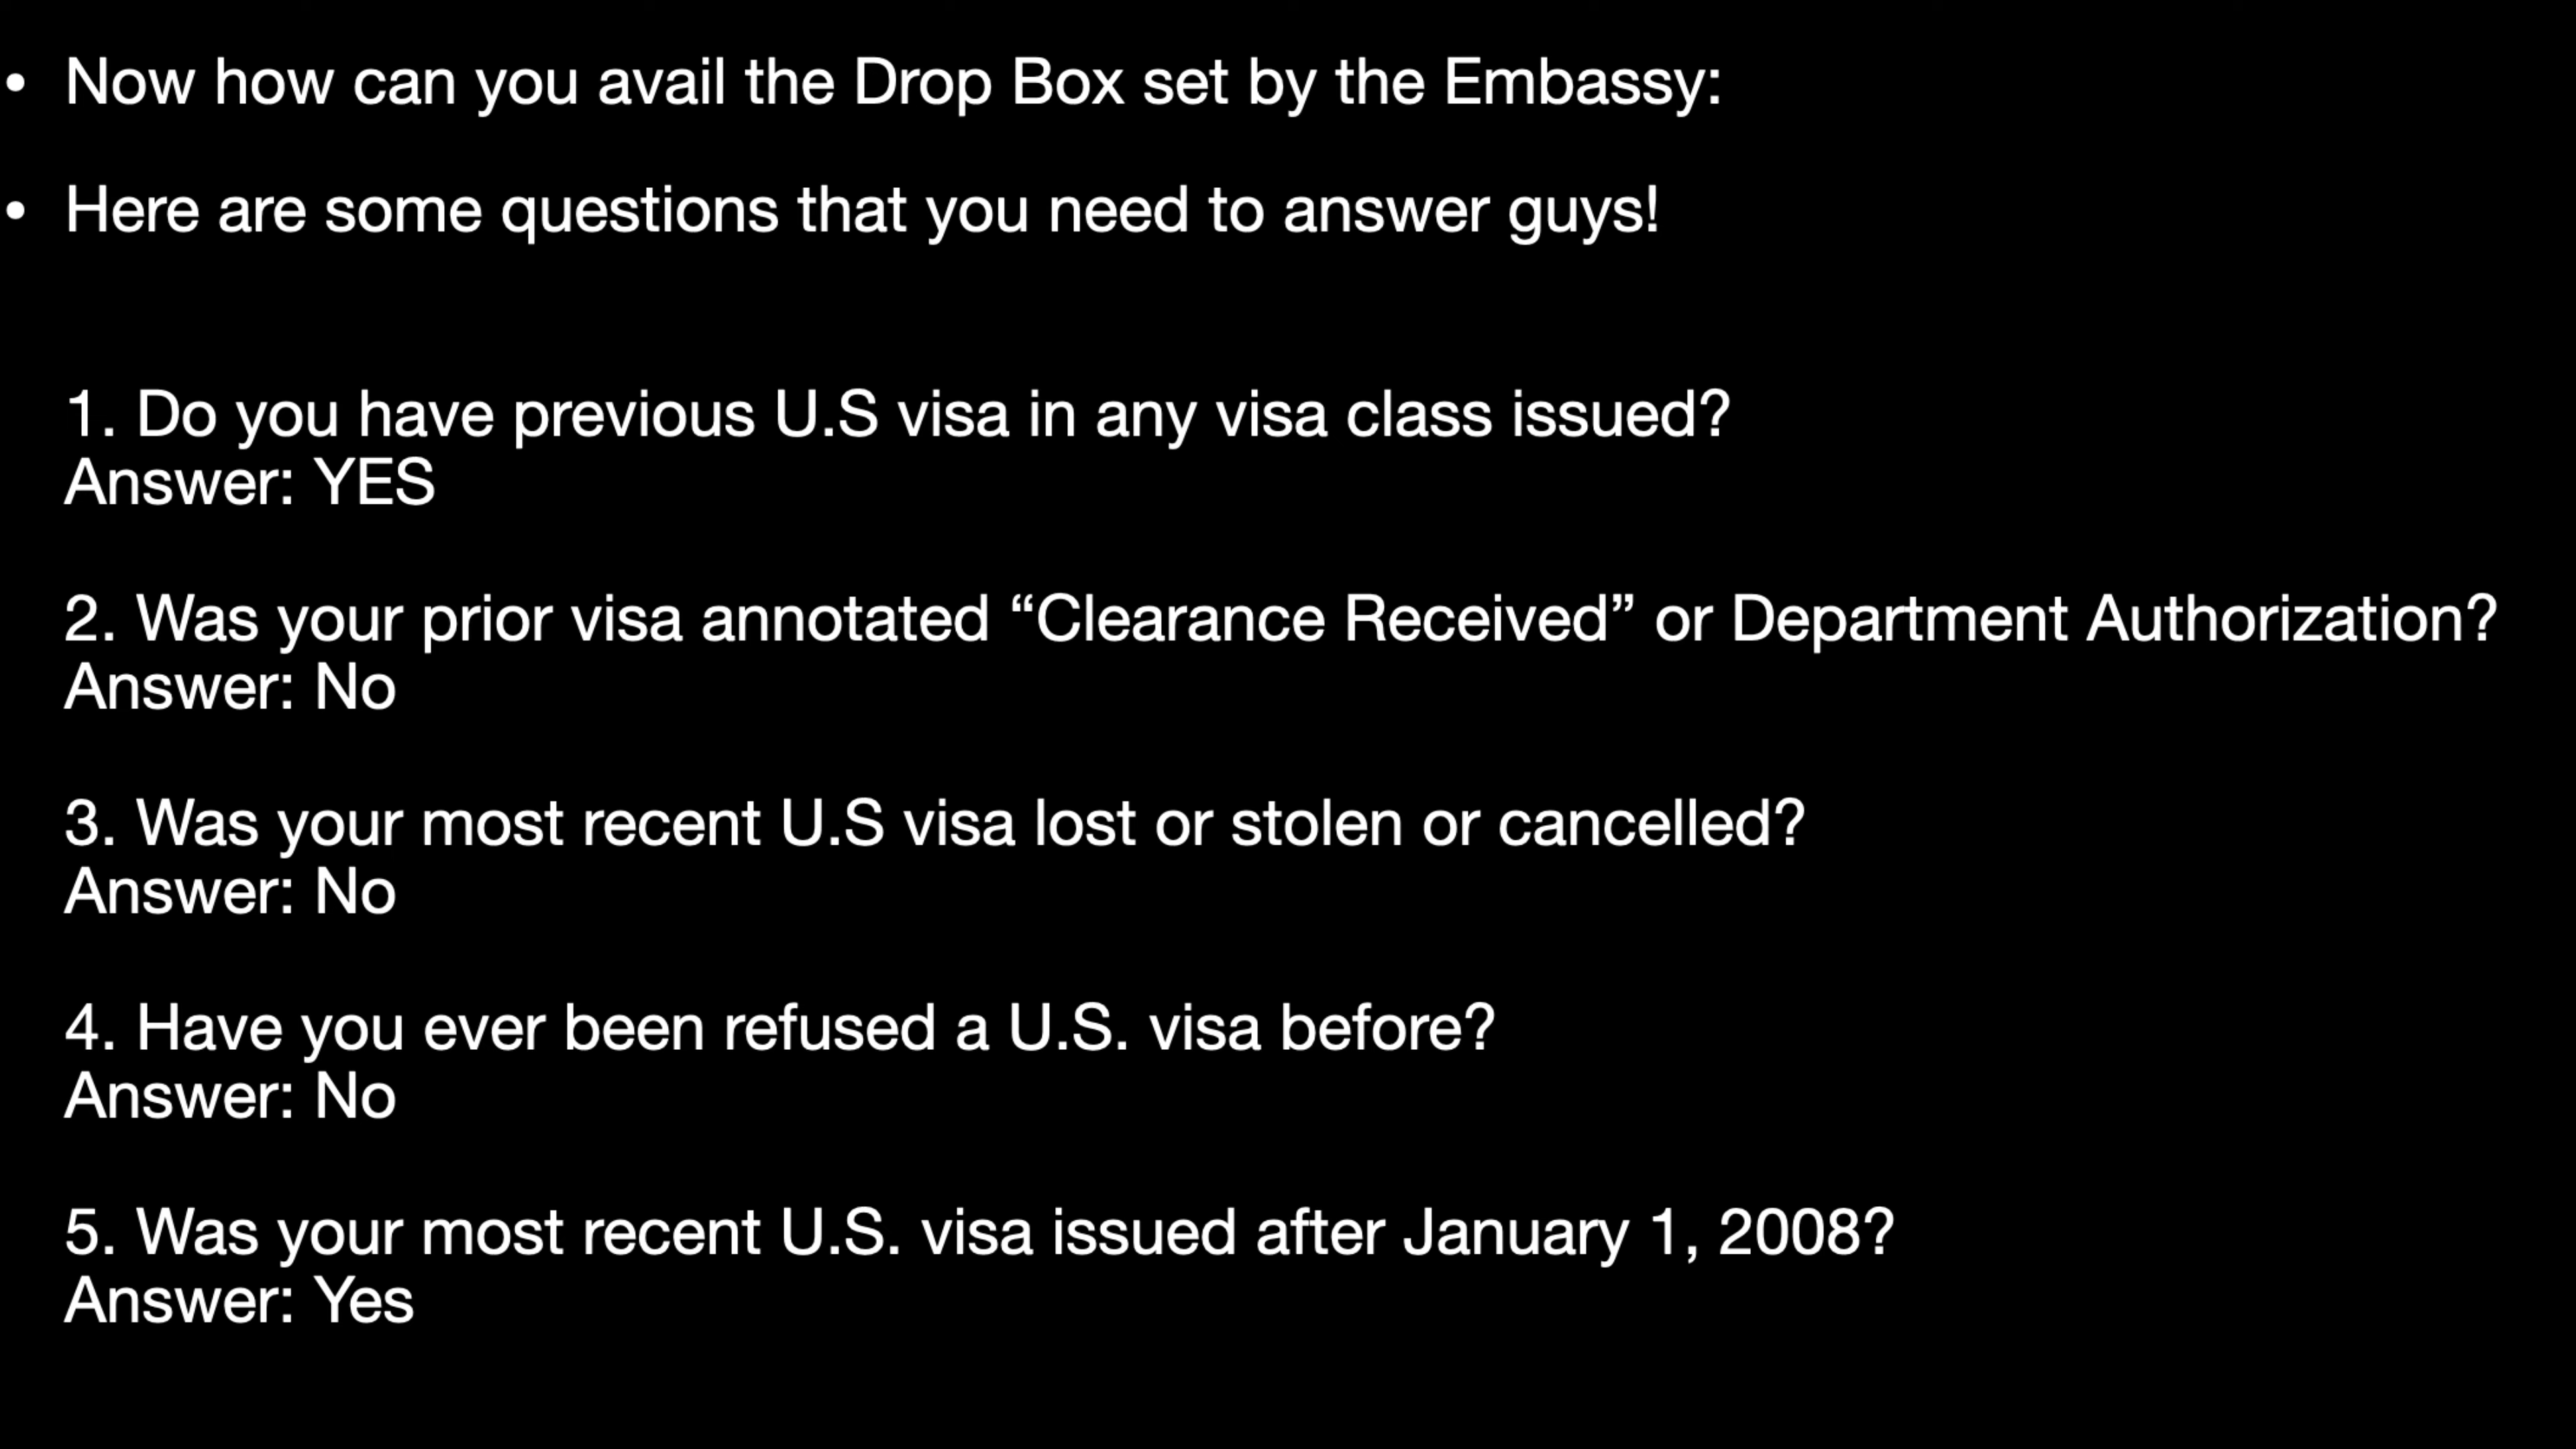 • Now how can you avail the Drop Box set by the Embassy:
• Here are some questions that you need to answer guys!
1. Do you have previous U.S visa in any visa class issued?
Answer: YES
2. Was your prior visa annotated “Clearance Received” or Department Authorization?
Answer: No
3. Was your most recent U.S visa lost or stolen or cancelled?
Answer: No
4. Have you ever been refused a U.S. visa before?
Answer: No
5. Was your most recent U.S. visa issued after January 1, 2008?
Answer: Yes